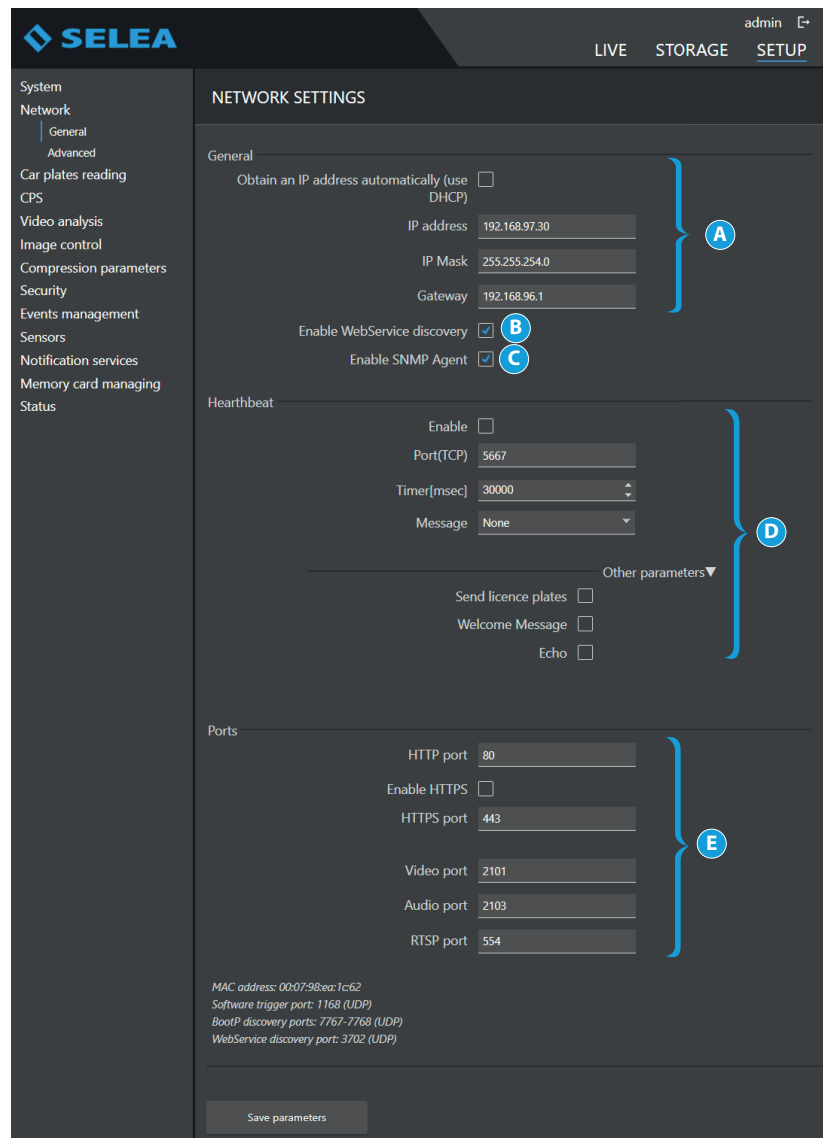 SELEA
admin
LIVE STORAGE SETUP
System
Network
General
Advanced
Car plates reading
CPS
Video analysis
Image control
Compression parameters
Security
Events management
Sensors
Notification services
Memory card managing
Status
NETWORK SETTINGS
General
Obtain an IP address automatically (use
DHCP)
IP address 192.168.97.30
IP Mask 255.255.254.0
Gateway 192.168.96.1
A
Enable WebService discovery B
Enable SNMP Agent C
Hearthbeat
Enable
Port(TCP) 5667
Timer[msec] 30000
Message None
D
Other parameters▼
Send licence plates
Welcome Message
Echo
Ports
HTTP port 80
Enable HTTPS
HTTPS port 443
E
Video port 2101
Audio port 2103
RTSP port 554
MAC address: 00:07:98:ea:1c:62
Software trigger port: 1168 (UDP)
BootP discovery ports: 7767-7768 (UDP)
WebService discovery port: 3702 (UDP)
Save parameters